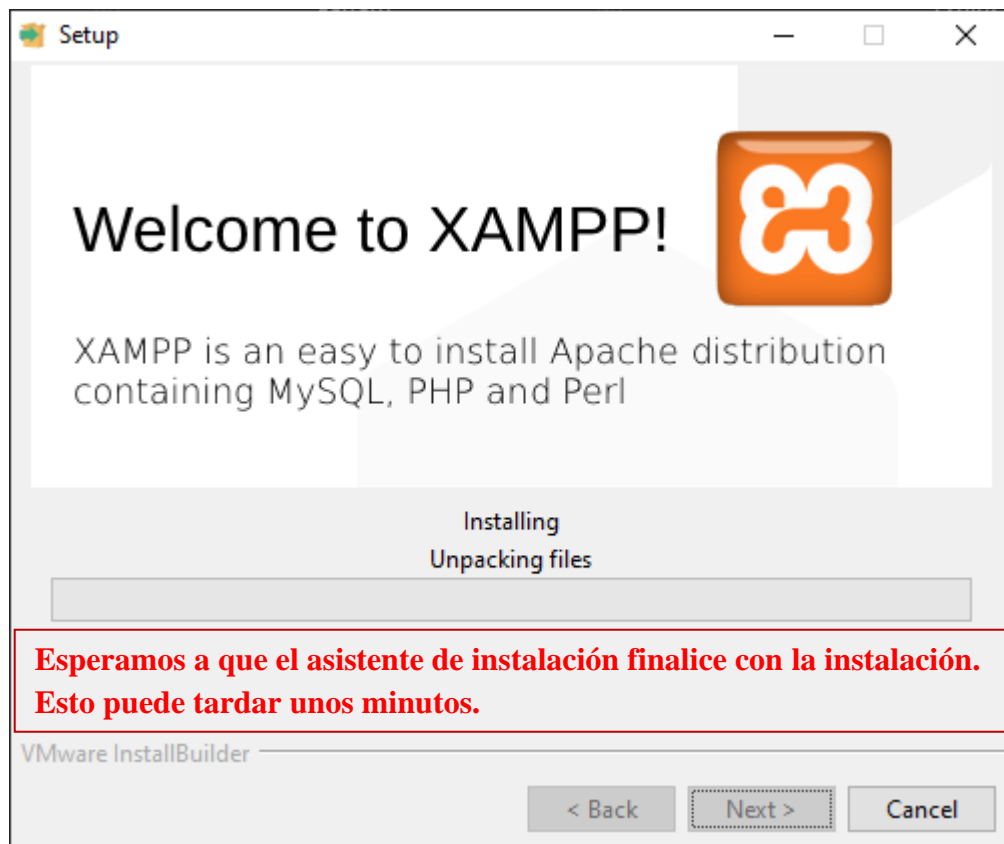 Setup
Welcome to XAMPP!
XAMPP is an easy to install Apache distribution
containing MySQL, PHP and Perl
Installing
Unpacking files
Esperamos a que el asistente de instalación finalice con la instalación.
Esto puede tardar unos minutos.
VMware InstallBuilder
< Back
Next >
Cancel